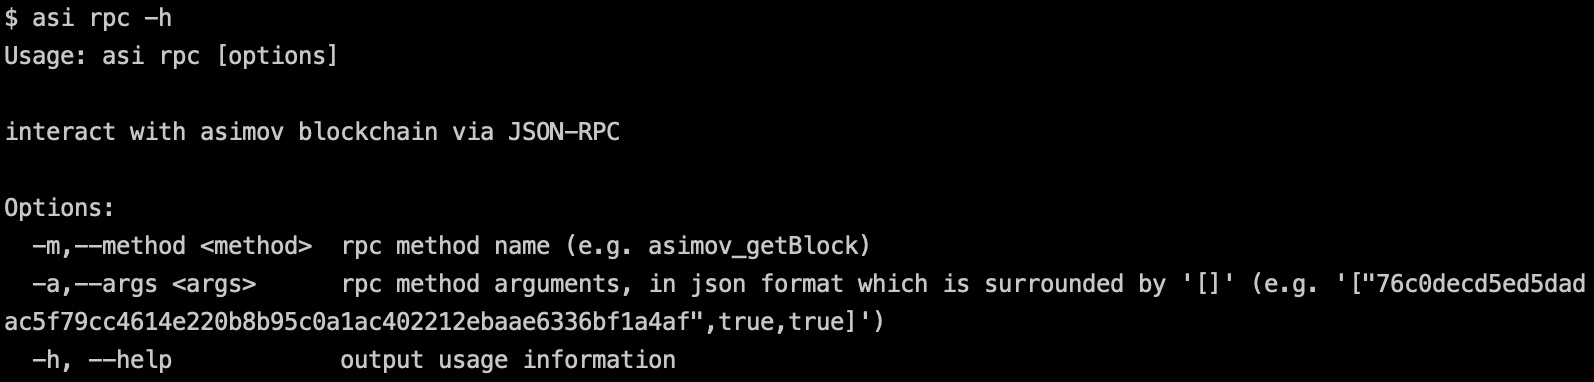 $ asi rpc -h
Usage: asi rpc [options]
interact with asimov blockchain via JSON-RPC
Options:
  -m,--method <method>  rpc method name (e.g. asimov_getBlock)
  -a,--args <args>      rpc method arguments, in json format which is surrounded by '[]' (e.g. '["76c0decd5ed5dad
ac5f79cc4614e220b8b95c0a1ac402212ebaae6336bf1a4af",true,true]')
  -h, --help            output usage information